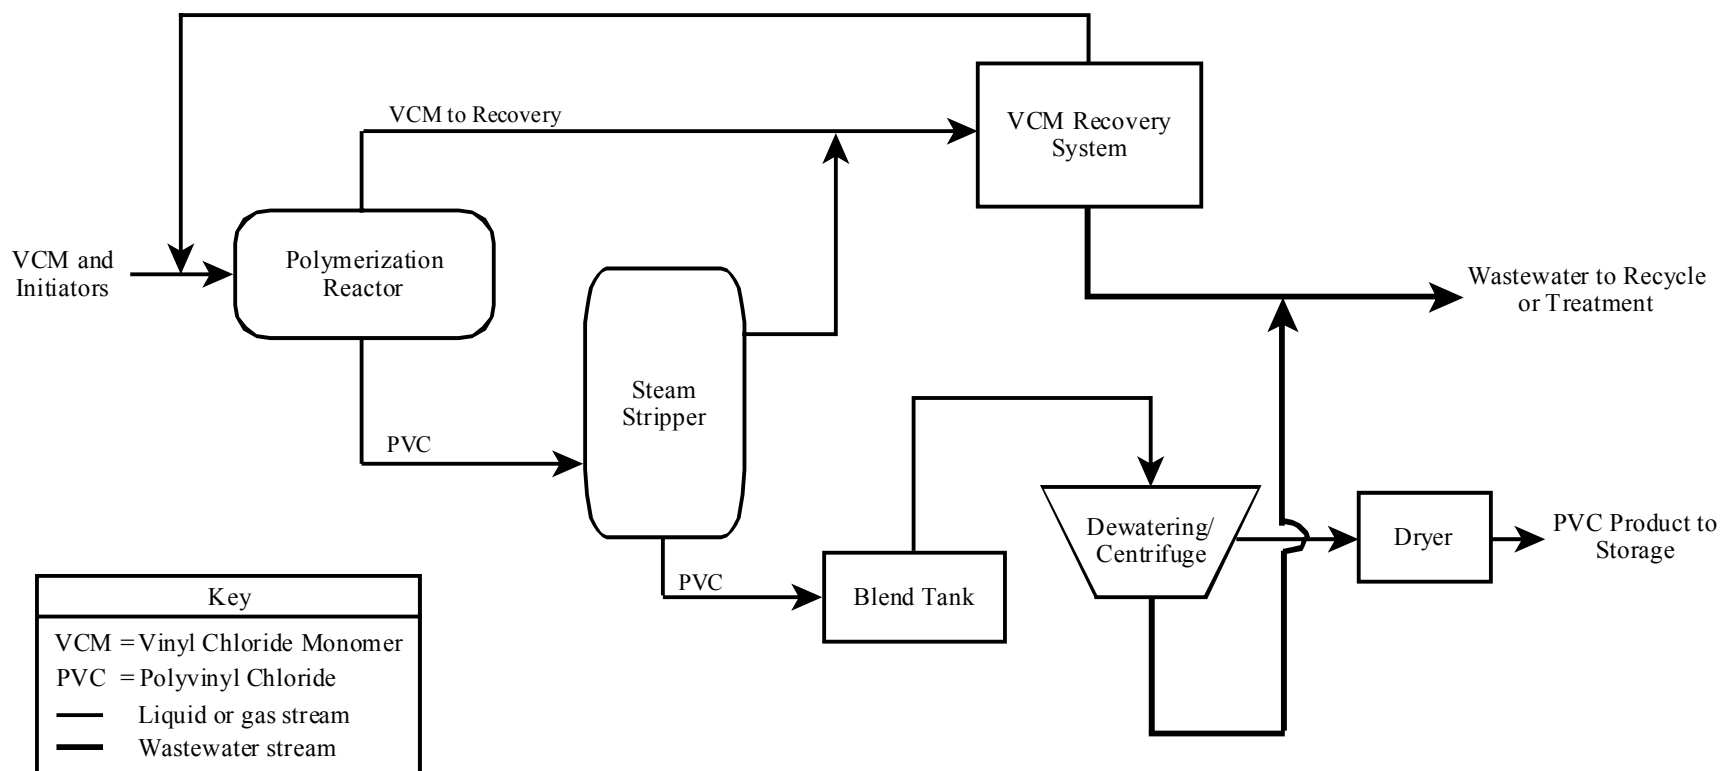 VCM to Recovery
VCM Recovery
System
VCM and
Initiators
Polymerization
Reactor
Wastewater to Recycle
or Treatment
Steam
Stripper
PVC
Dewatering/
Centrifuge
Dryer
PVC Product to
Storage
PVC
Blend Tank
Key
VCM = Vinyl Chloride Monomer
PVC = Polyvinyl Chloride
Liquid or gas stream
Wastewater stream